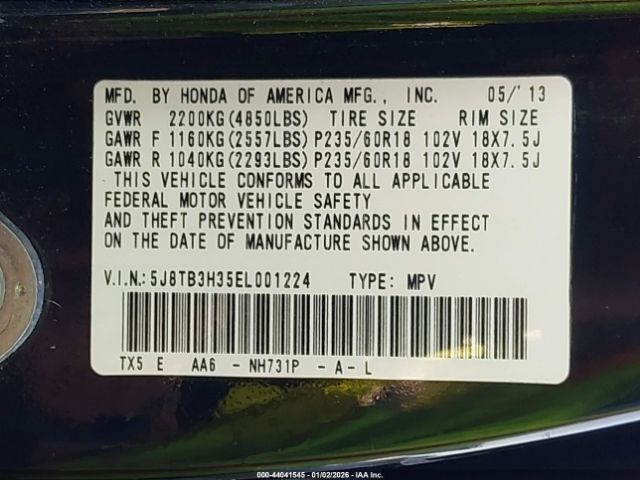 MFD. BY HONDA OF AMERICA MFG., INC. 05/'13
GVWR 2200KG(4850LBS) TIRE SIZE RIM SIZE
GAWR F 1160KG(2557LBS) P235/60R18 102V 18X7.5J
GAWR R 1040KG(2293LBS) P235/60R18 102V 18X7.5J
THIS VEHICLE CONFORMS TO ALL APPLICABLE
FEDERAL MOTOR VEHICLE SAFETY
AND THEFT PREVENTION STANDARDS IN EFFECT
ON THE DATE OF MANUFACTURE SHOWN ABOVE.
V.I.N.:5J8TB3H35EL001224 TYPE: MPV
TX5 E AA6 - NH731P - A - L
000-44041545 - 01/02/2026 - IAA Inc.